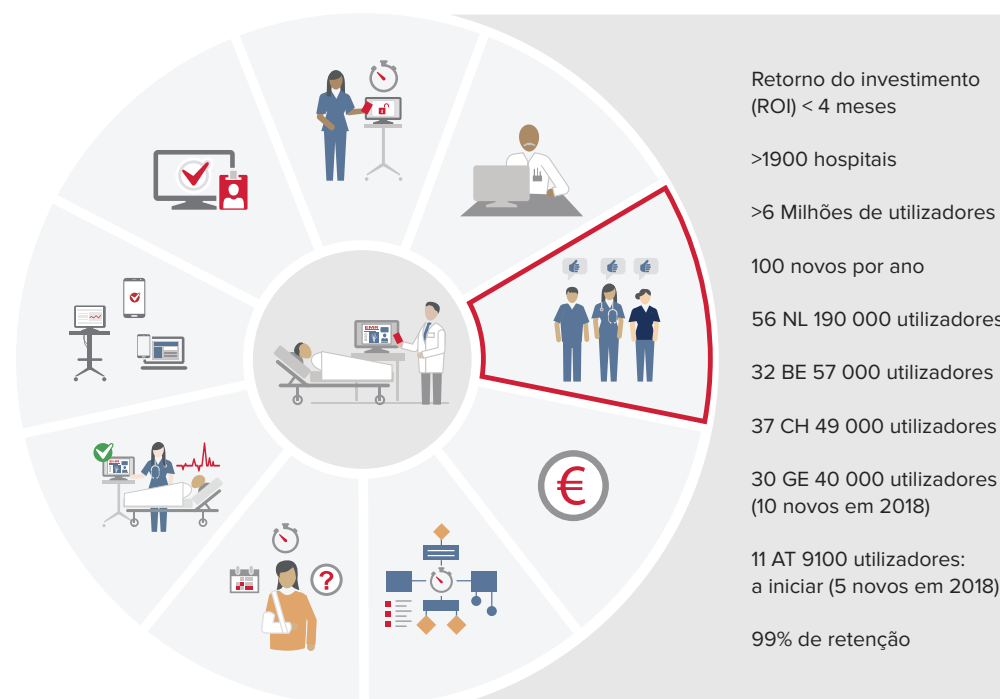 Retorno do investimento
(ROI) < 4 meses
>1900 hospitais
>6 Milhões de utilizadores
100 novos por ano
56 NL 190 000 utilizadores
32 BE 57 000 utilizadores
37 CH 49 000 utilizadores
30 GE 40 000 utilizadores
(10 novos em 2018)
11 AT 9100 utilizadores:
a iniciar (5 novos em 2018)
99% de retenção
EMR
?
€